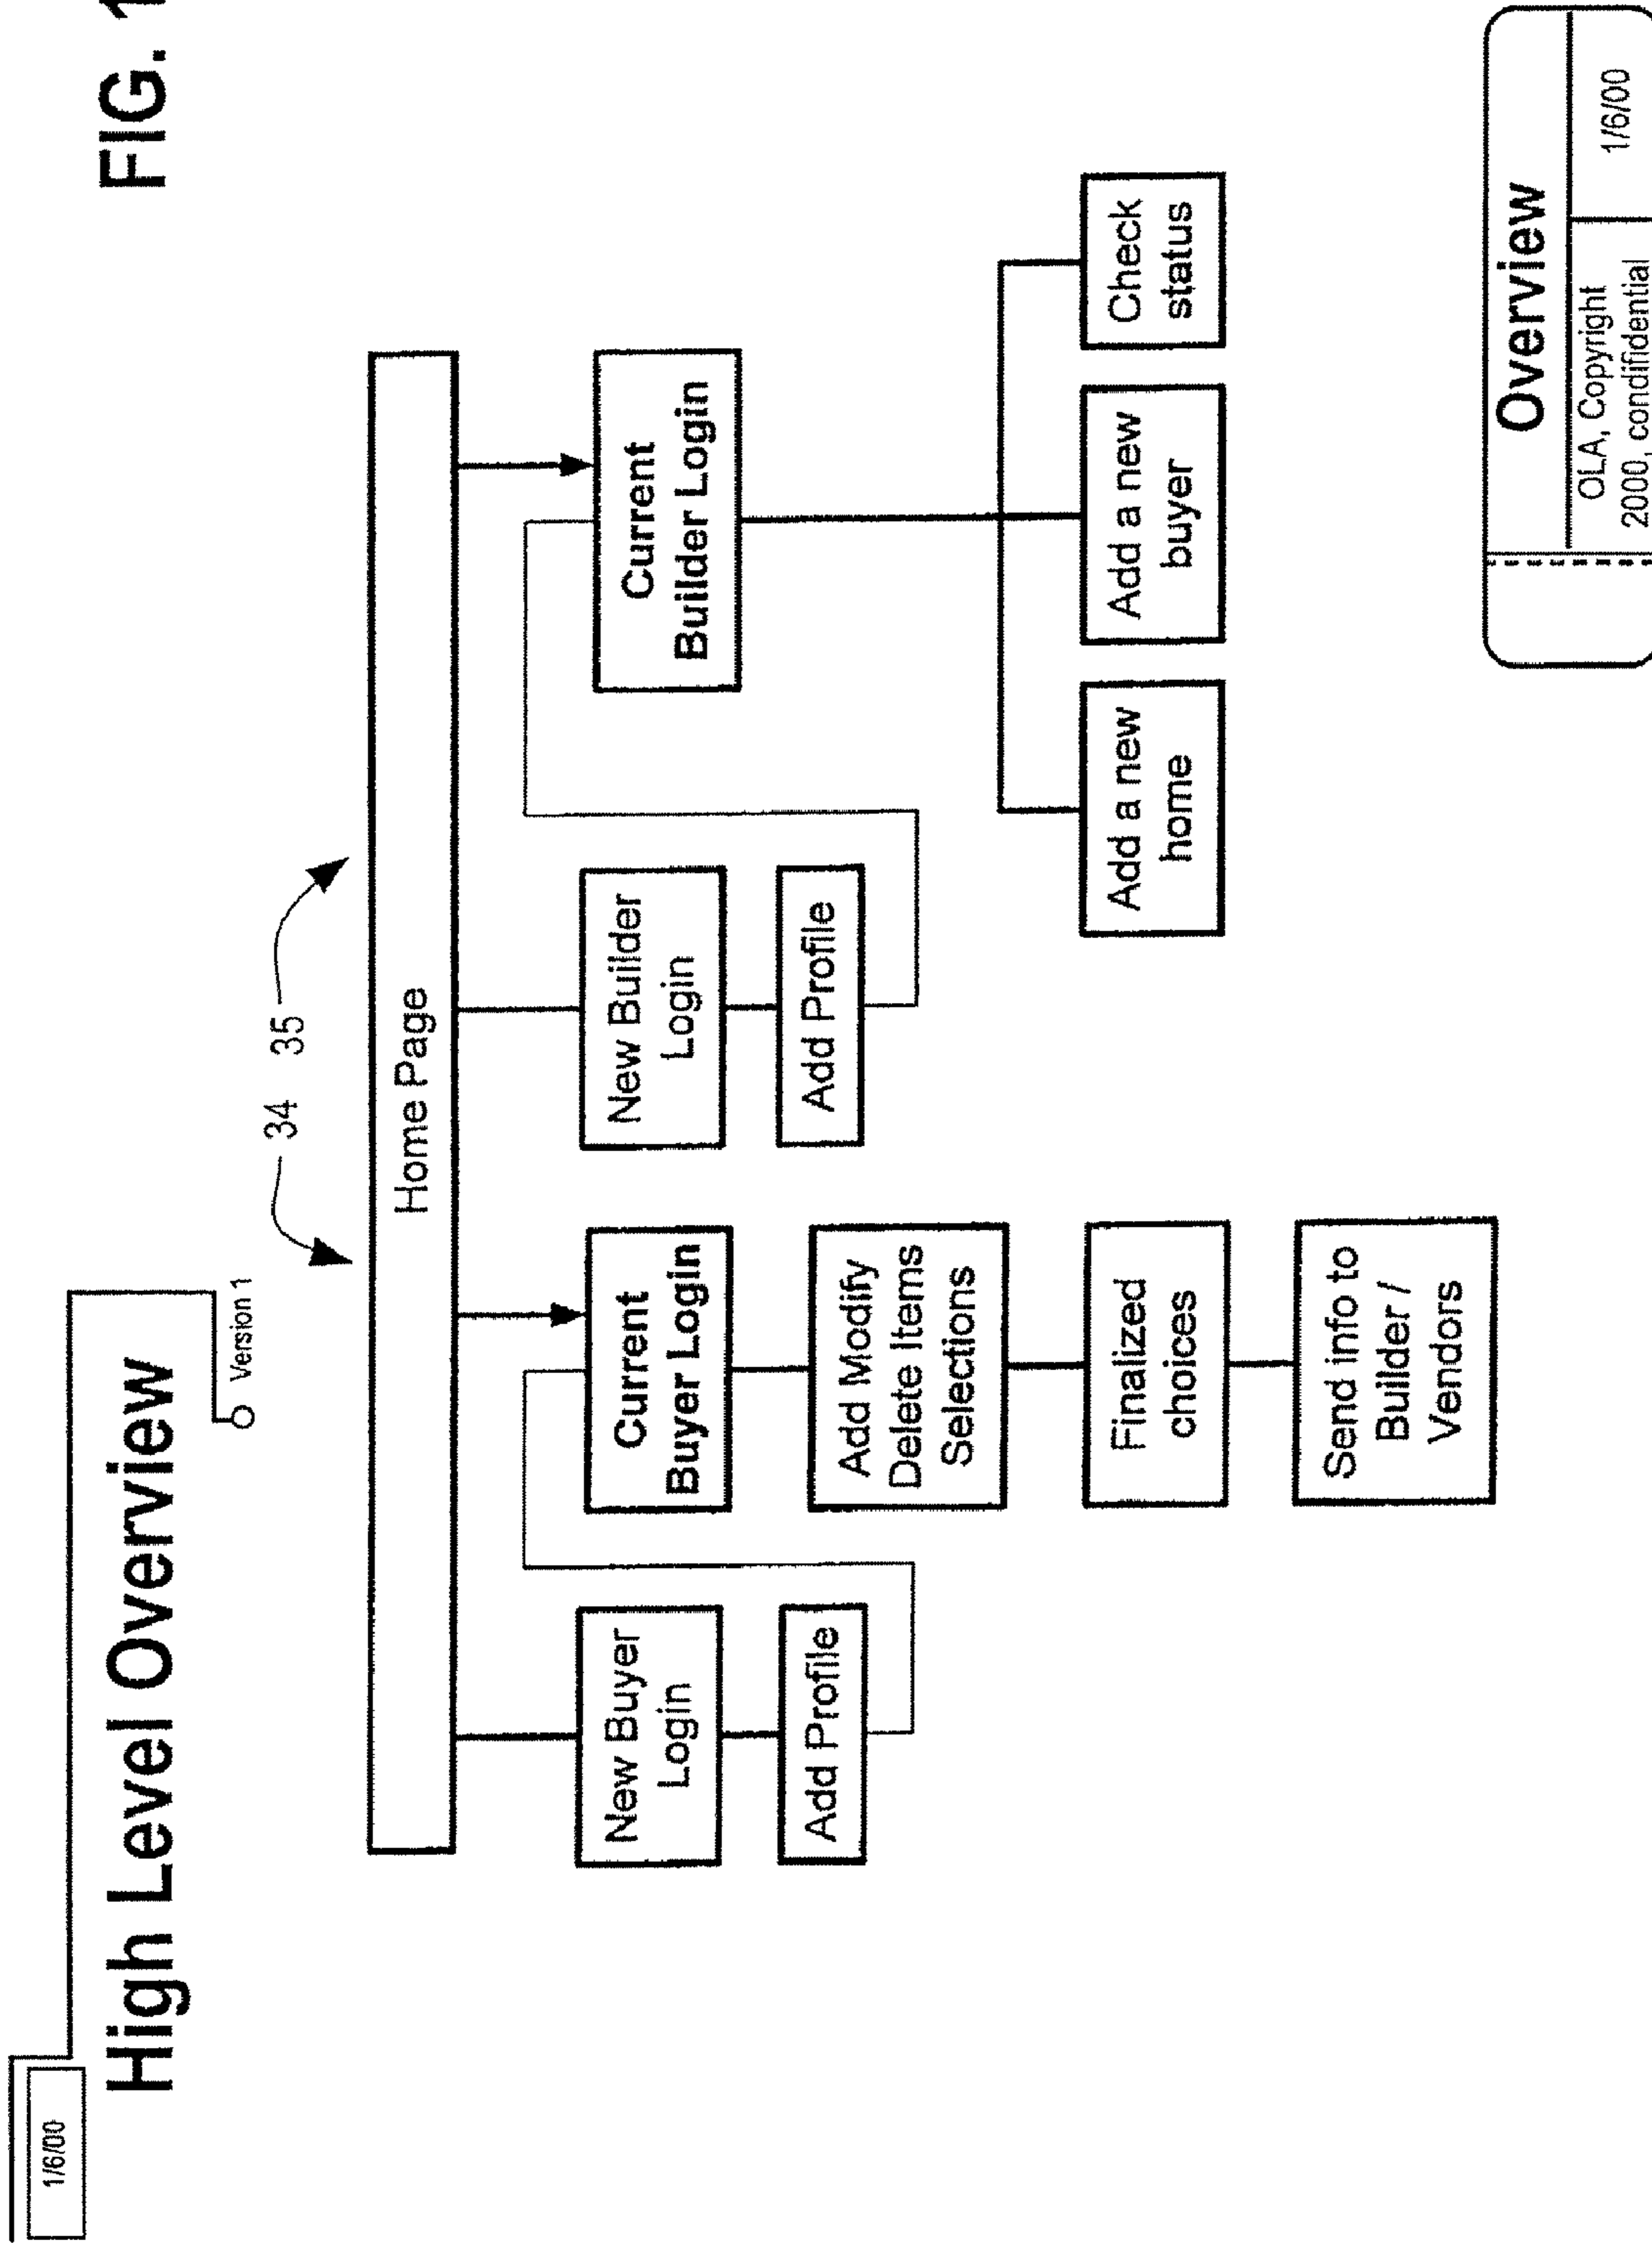 1/6/00
High Level Overview
Version 1
FIG. 1
34 35
Home Page
New Buyer
Login
Add Profile
Current
Buyer Login
Add Modify
Delete Items
Selections
Finalized
choices
Send info to
Builder /
Vendors
New Builder
Login
Add Profile
Current
Builder Login
Add a new
home
Add a new
buyer
Check
status
Overview
OLA, Copyright
2000, condifidential
1/6/00